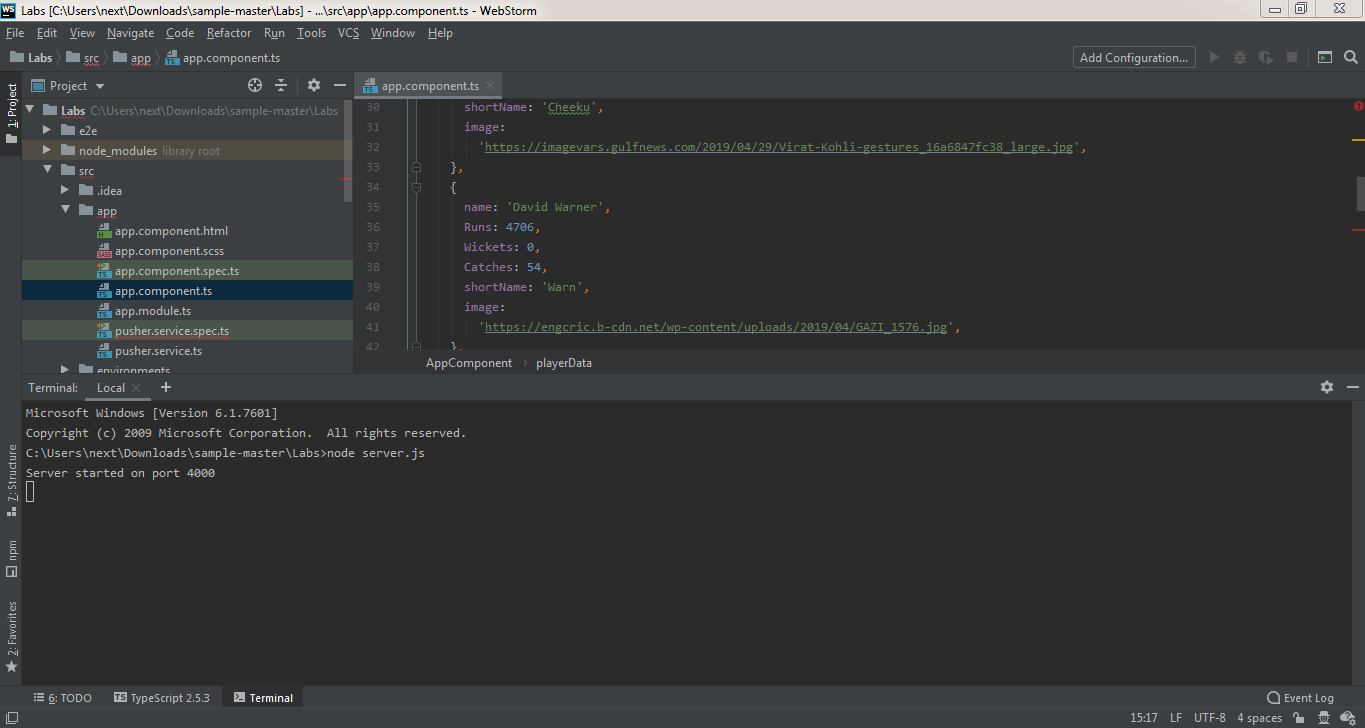 WS Labs [C:\Users\next\Downloads\sample-master\Labs] - ...\src\app\app.component.ts - WebStorm
File Edit View Navigate Code Refactor Run Tools VCS Window Help
Labs src app app.component.ts Add Configuration...
1: Project
Project
app.component.ts
Labs C:\Users\next\Downloads\sample-master\Labs
e2e
node_modules library root
src
.idea
app
app.component.html
app.component.scss
app.component.spec.ts
app.component.ts
app.module.ts
pusher.service.spec.ts
pusher.service.ts
environments
30 shortName: 'Cheeku',
31 image:
32 'https://imagevars.gulfnews.com/2019/04/29/Virat-Kohli-gestures_16a6847fc38_large.jpg',
33 },
34 {
35 name: 'David Warner',
36 Runs: 4706,
37 Wickets: 0,
38 Catches: 54,
39 shortName: 'Warn',
40 image:
41 'https://engcric.b-cdn.net/wp-content/uploads/2019/04/GAZI_1576.jpg',
42 },
AppComponent playerData
Terminal: Local
Microsoft Windows [Version 6.1.7601]
Copyright (c) 2009 Microsoft Corporation.  All rights reserved.
C:\Users\next\Downloads\sample-master\Labs>node server.js
Server started on port 4000
7: Structure
npm
2: Favorites
6: TODO TS TypeScript 2.5.3 Terminal Event Log
15:17 LF UTF-8 4 spaces